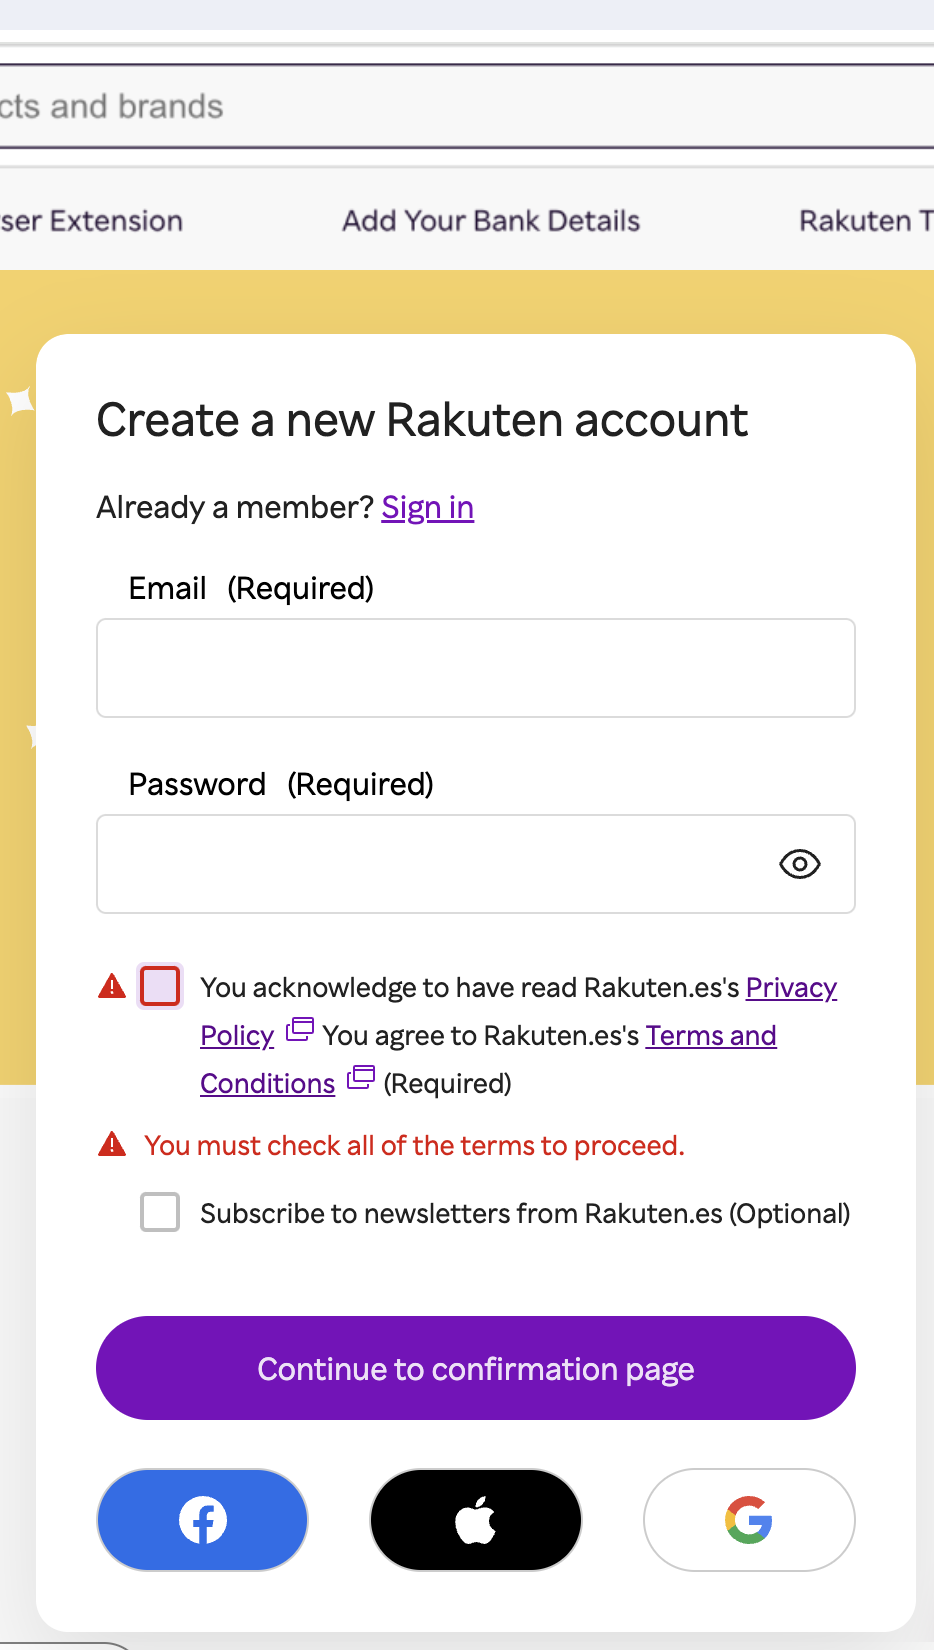 cts and brands
ser Extension
Add Your Bank Details
Rakuten T
Create a new Rakuten account
Already a member? Sign in
Email (Required)
Password (Required)
You acknowledge to have read Rakuten.es's Privacy
Policy You agree to Rakuten.es's Terms and
Conditions (Required)
You must check all of the terms to proceed.
Subscribe to newsletters from Rakuten.es (Optional)
Continue to confirmation page